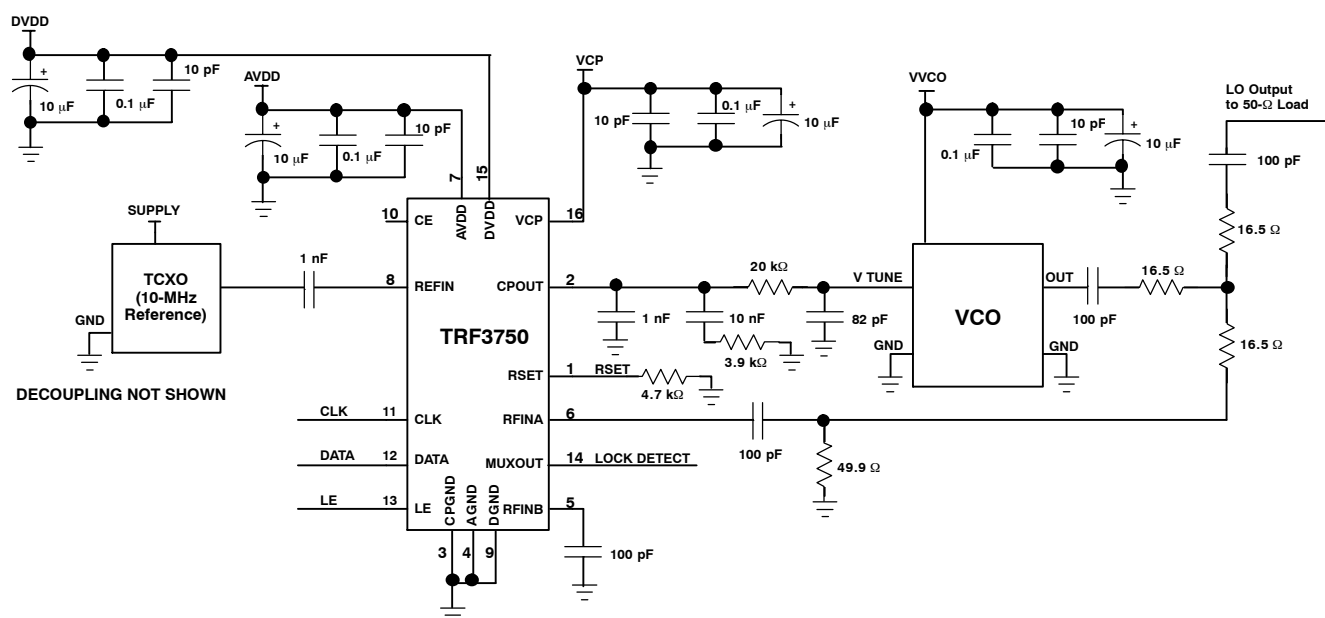 DVDD
+
10 μF
0.1 μF
10 pF
AVDD
+
10 μF
0.1 μF
10 pF
VCP
10 pF
0.1 μF
+
10 μF
VVCO
0.1 μF
10 pF
+
10 μF
LO Output
to 50-Ω Load
100 pF
16.5 Ω
SUPPLY
TCXO
(10-MHz
Reference)
GND
DECOUPLING NOT SHOWN
1 nF
7
15
10
CE
AVDD
DVDD
VCP
16
8
REFIN
CPOUT
2
TRF3750
RSET
1
RSET
4.7 kΩ
CLK
11
CLK
RFINA
6
DATA
12
DATA
MUXOUT
14
LOCK DETECT
LE
13
LE
CPGND
AGND
DGND
RFINB
5
3
4
9
100 pF
1 nF
10 nF
3.9 kΩ
20 kΩ
82 pF
V TUNE
VCO
OUT
GND
GND
100 pF
16.5 Ω
16.5 Ω
100 pF
49.9 Ω